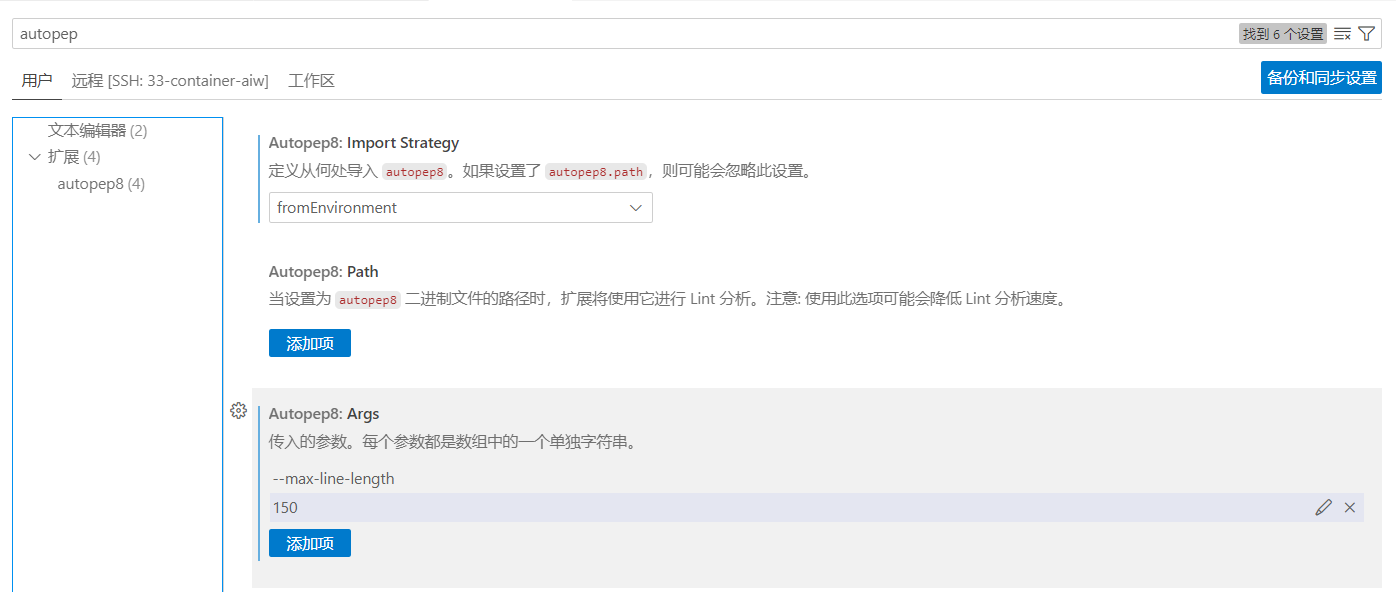 autopep
找到 6 个设置
用户 远程 [SSH: 33-container-aiw] 工作区
备份和同步设置
文本编辑器 (2)
扩展 (4)
autopep8 (4)
Autopep8: Import Strategy
定义从何处导入 autopep8 。如果设置了 autopep8.path，则可能会忽略此设置。
fromEnvironment
Autopep8: Path
当设置为 autopep8 二进制文件的路径时，扩展将使用它进行 Lint 分析。注意: 使用此选项可能会降低 Lint 分析速度。
添加项
Autopep8: Args
传入的参数。每个参数都是数组中的一个单独字符串。
--max-line-length
150
添加项